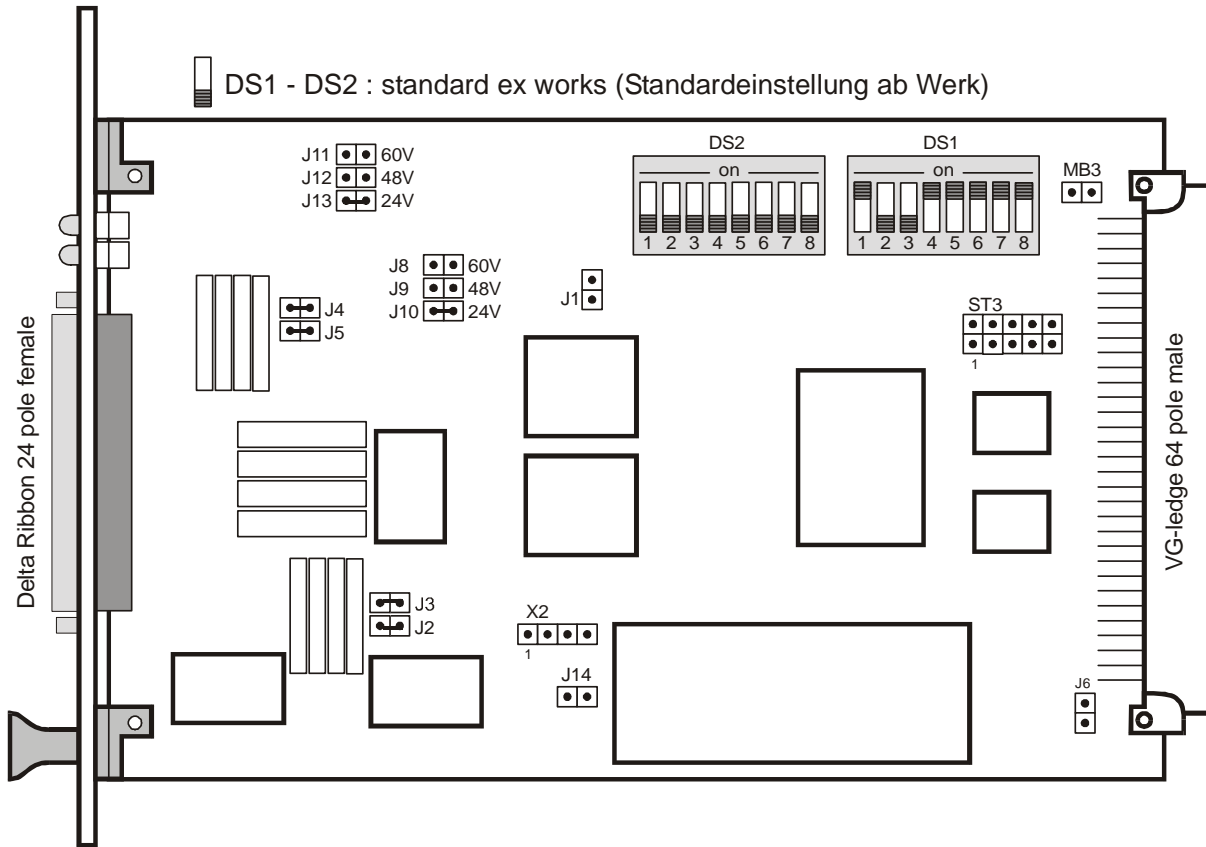 DS1 - DS2 : standard ex works (Standardeinstellung ab Werk)
J11 60V
J12 48V
J13 24V
DS2
on
1 2 3 4 5 6 7 8
DS1
on
1 2 3 4 5 6 7 8
MB3
J8 60V
J9 48V
J10 24V
J1
J4
J5
ST3
1
Delta Ribbon 24 pole female
VG-ledge 64 pole male
J3
J2
X2
1
J14
J6